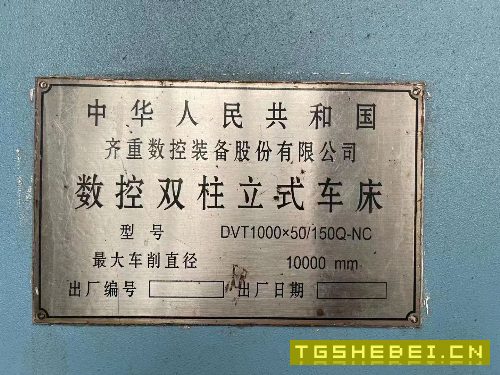 中华人民共和国
齐重数控装备股份有限公司
数控双柱立式车床
型号 DVT1000×50/150Q-NC
最大车削直径 10000 mm
出厂编号 出厂日期
TGSHEBEI.CN